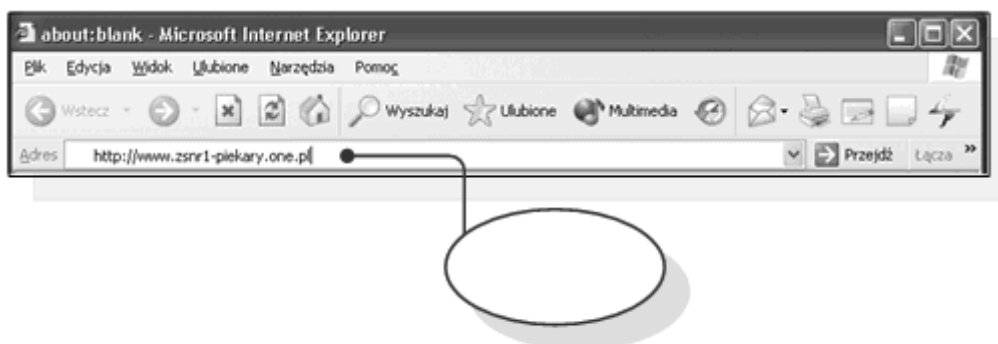 about:blank - Microsoft Internet Explorer
Plik Edycja Widok Ulubione Narzędzia Pomoc
Wstecz Wyszukaj Ulubione Multimedia
Adres http://www.zsnr1-piekary.one.pl Przejdź Łącza »